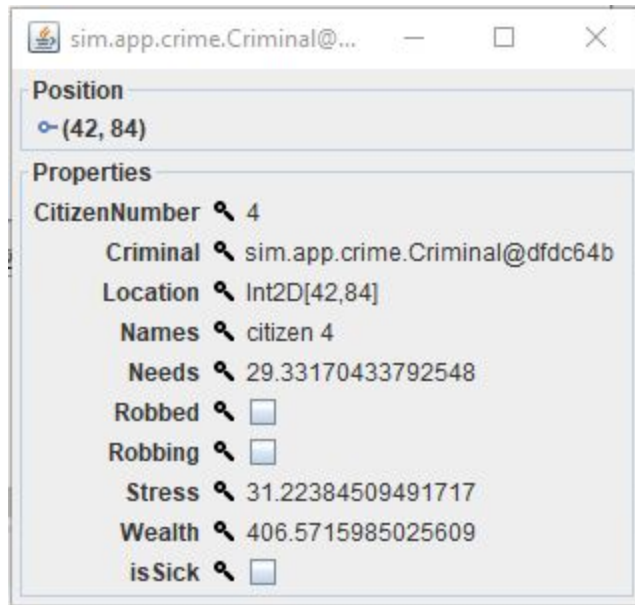 sim.app.crime.Criminal@...
Position
(42, 84)
Properties
CitizenNumber 4
Criminal sim.app.crime.Criminal@dfdc64b
Location Int2D[42,84]
Names citizen 4
Needs 29.33170433792548
Robbed
Robbing
Stress 31.22384509491717
Wealth 406.5715985025609
isSick